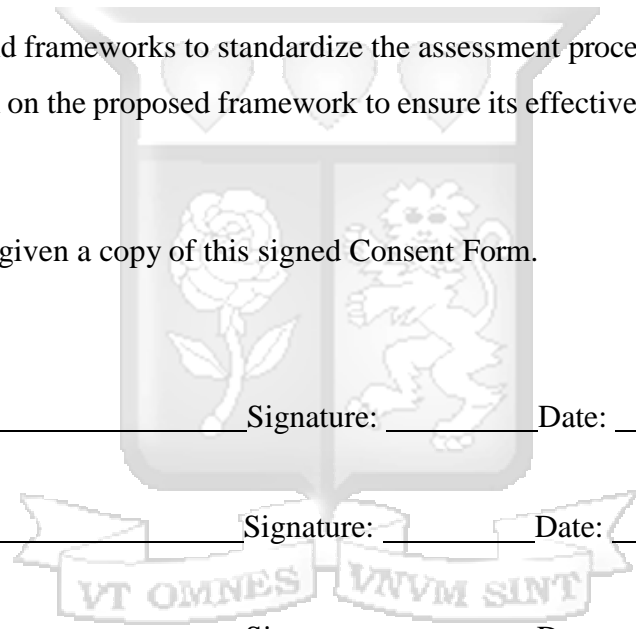 d frameworks to standardize the assessment proce
on the proposed framework to ensure its effective
given a copy of this signed Consent Form.
Signature: Date:
Signature: Date:
VT OMNES VNVM SINT